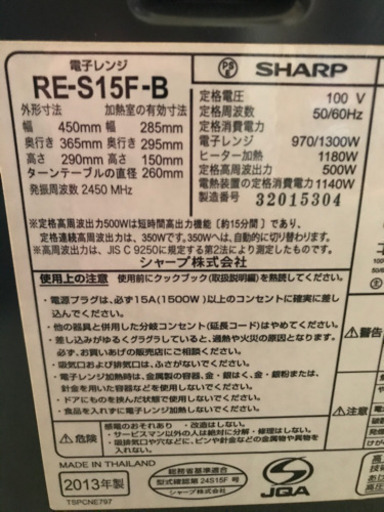 電子レンジ
RE-S15F-B
外形寸法 加熱室の有効寸法
幅 450mm 幅 285mm
奥行き 365mm 奥行き 295mm
高さ 290mm 高さ 150mm
ターンテーブルの直径 260mm
発振周波数 2450 MHz
PS E SHARP
定格電圧 100 V
定格周波数 50/60Hz
定格消費電力
電子レンジ 970/1300W
ヒーター加熱 1180W
定格高周波出力 500W
電熱装置の定格消費電力 1140W
製造番号 32015304
※定格高周波出力500Wは短時間高出力機能[約15分間]であり、
定格連続高周波出力は、350Wです。350Wへは、自動的に切り替わります。
※高周波出力は、JIS C 9250に規定する第2法により測定したものです。
シャープ株式会社
使用上の注意 使用前にクックブック(取扱説明書)を熟読してください。
・電源プラグは、必ず15A(1500W)以上のコンセントに確実に差し
込んでください。
・他の器具と併用した分岐コンセント(延長コード)はやめてください。
・差し込みがゆるくグラグラしていると、過熱や火災の原因となります。
必ず、お買いあげの販売店にご相談ください。
・吸気口および排気口は、ふさがないでください。
・電子レンジ加熱時は、金属製の容器、金・銀はく、金・銀粉または
針金を用いた容器などを使用しないでください。
・ドアにものを挟んだ状態で、使用しないでください。
・食品を入れずに電子レンジ加熱しないでください。
危険
感電のおそれあり ・改造はしない。
・サービスマン以外の人は絶対に分解・修理はしない。
・吸排気口や穴などに、ピンや針金などの金属物や異物を入れない。
警告
注意
MADE IN THAILAND
2013年製
TSPCNE797
総務省基準適合
型式確認第 24S15F 号
シャープ株式会社
JQA